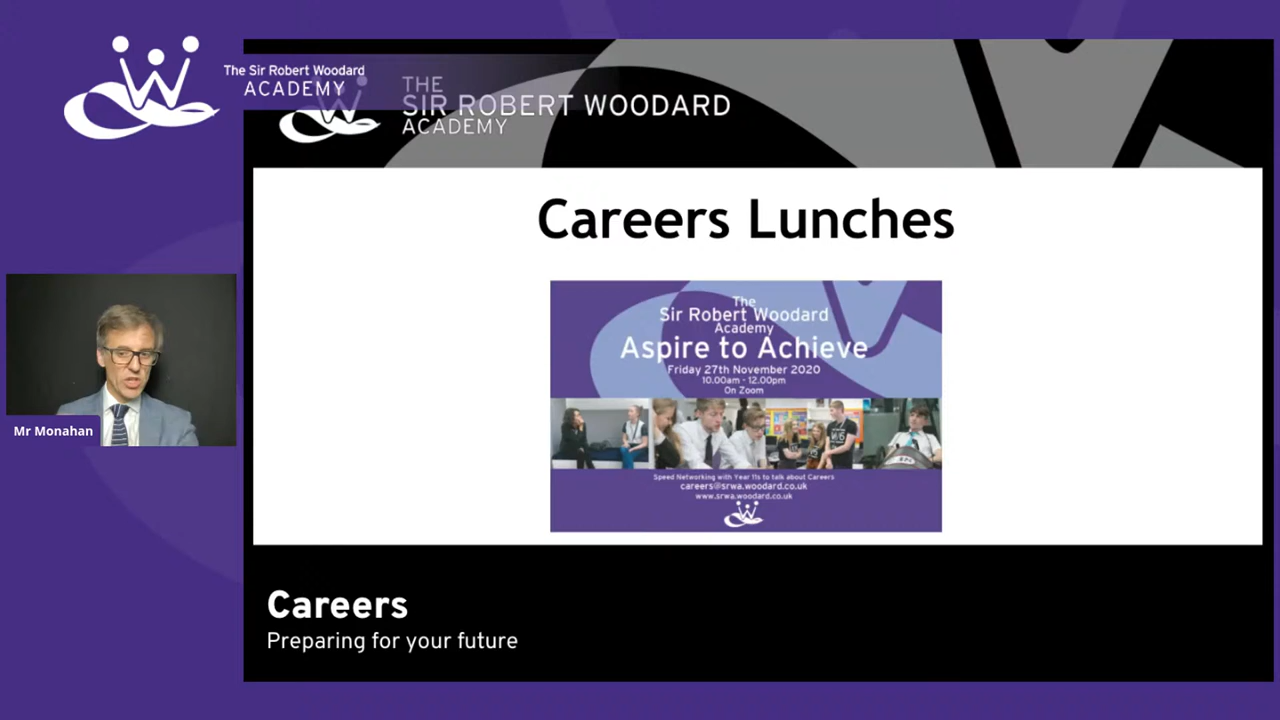 The Sir Robert Woodard
ACADEMY
THE
SIR ROBERT WOODARD
ACADEMY
Careers Lunches
The
Sir Robert Woodard
Academy
Aspire to Achieve
Friday 27th November 2020
10.00am - 12.00pm
On Zoom
Speed Networking with Year 11s to talk about Careers
careers@srwa.woodard.co.uk
www.srwa.woodard.co.uk
Mr Monahan
Careers
Preparing for your future